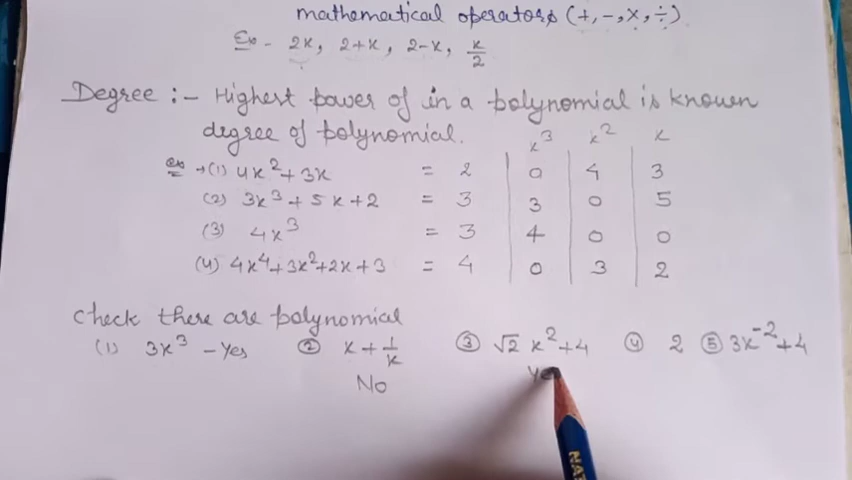 mathematical operators (+, -, x, ÷)
Ex - 2x, 2+x, 2-x, x/2
Degree :- Highest power of in a polynomial is known
degree of polynomial.
x³ x² x
ex → (1) 4x² + 3x = 2 0 4 3
(2) 3x³ + 5x + 2 = 3 3 0 5
(3) 4x³ = 3 4 0 0
(4) 4x⁴ + 3x² + 2x + 3 = 4 0 3 2
check there are polynomial
(1) 3x³ - Yes ② x + 1/x ③ √2 x² + 4 ④ 2 ⑤ 3x⁻² + 4
No Ye